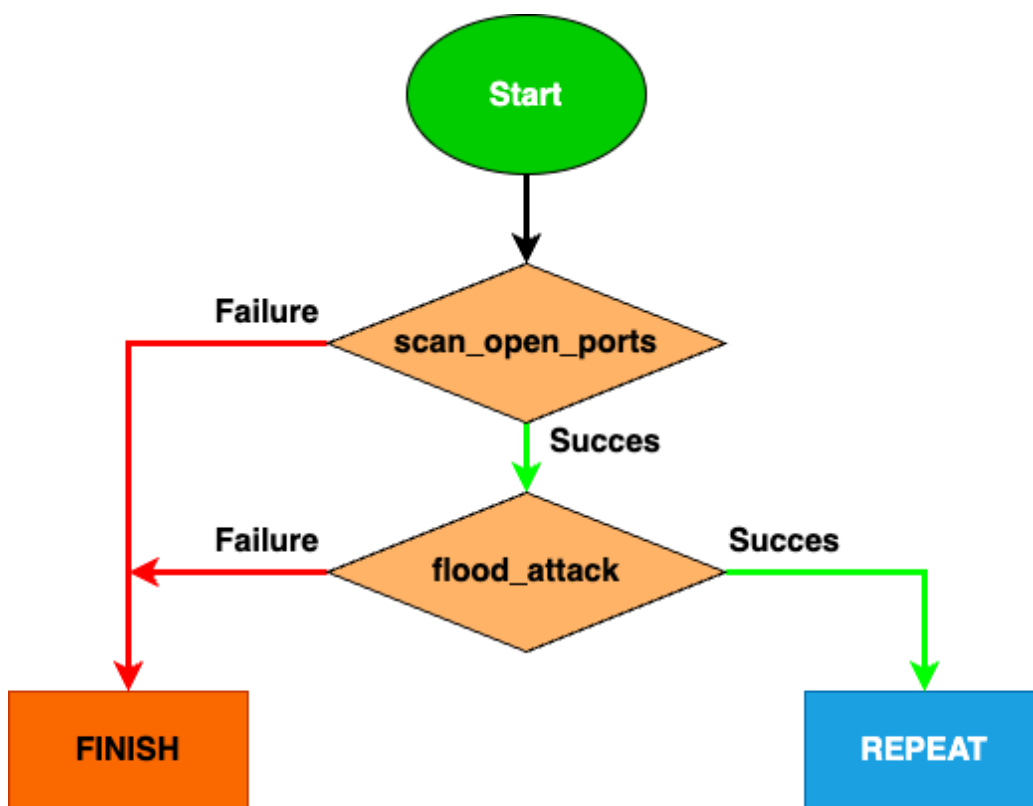 Start
Failure
scan_open_ports
Succes
Failure
Succes
flood_attack
FINISH
REPEAT